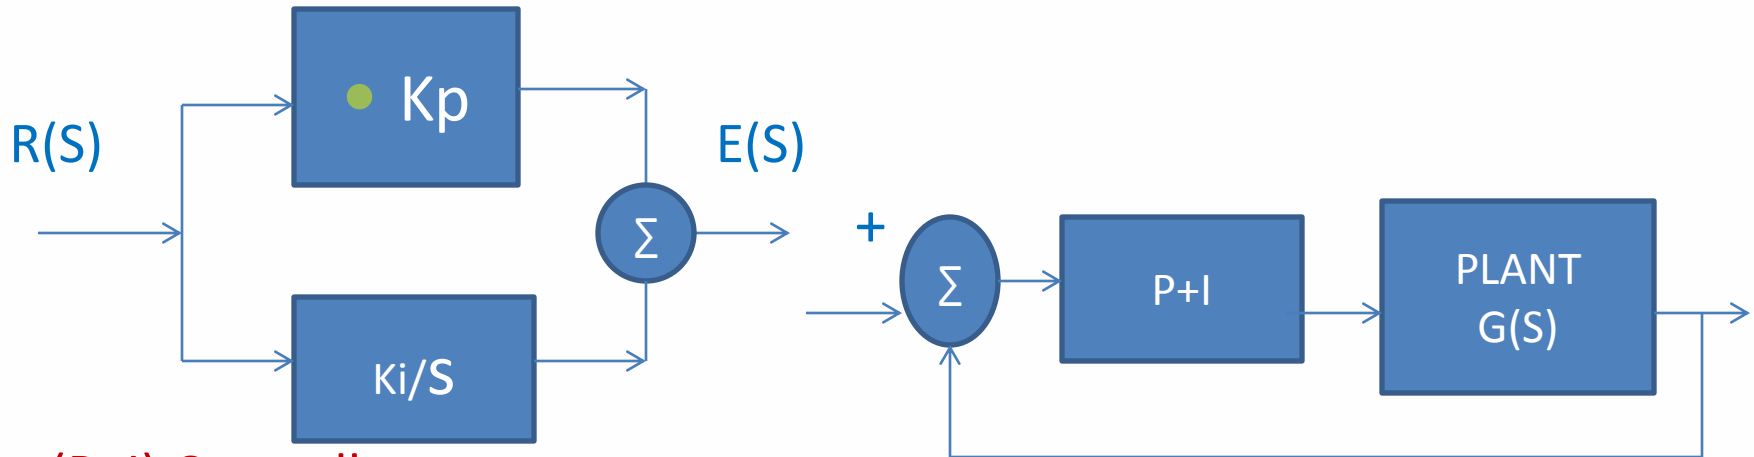 R(S)
• Kp
Ki/S
∑
E(S)
+
∑
P+I
PLANT
G(S)